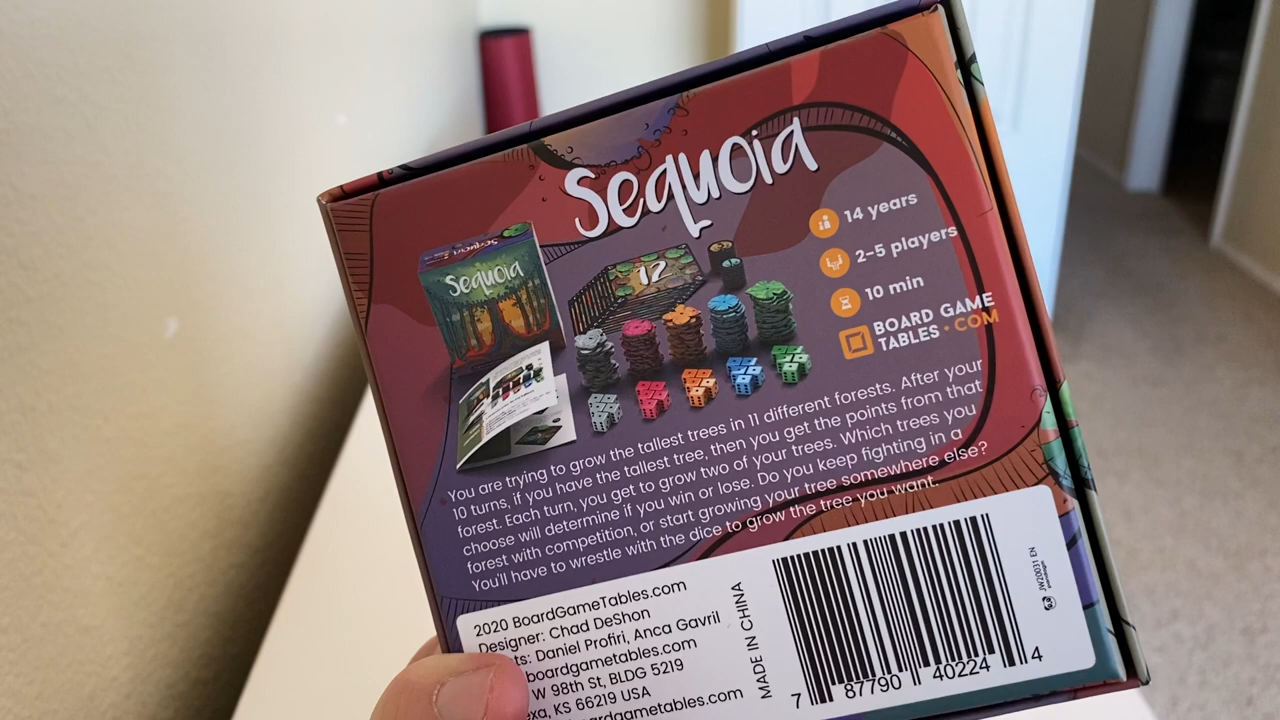 Sequoia
14 years
2-5 players
10 min
BOARD GAME
TABLES • COM
Sequoia
12
You are trying to grow the tallest trees in 11 different forests. After your
10 turns, if you have the tallest tree, then you get the points from that
forest. Each turn, you get to grow two of your trees. Which trees you
choose will determine if you win or lose. Do you keep fighting in a
forest with competition, or start growing your tree somewhere else?
You'll have to wrestle with the dice to grow the tree you want.
2020 BoardGameTables.com
Designer: Chad DeShon
ts: Daniel Profiri, Anca Gavril
boardgametables.com
W 98th St, BLDG 5219
exa, KS 66219 USA
boardgametables.com
MADE IN CHINA
7 87790 40224 4
JW20031 EN